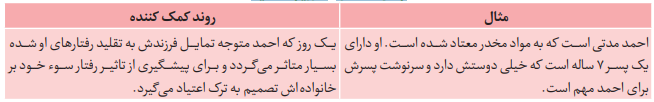 مثال
روند کمک کننده
احمد مدتی است که به مواد مخدر معتاد شده است. او دارای
یک پسر ۷ ساله است که خیلی دوستش دارد و سرنوشت پسرش
برای احمد مهم است.
یک روز که احمد متوجه تمایل فرزندش به تقلید رفتارهای او شده
بسیار متاثر می‌گردد و برای پیشگیری از تاثیر رفتار سوء خود بر
خانواده‌اش تصمیم به ترک اعتیاد می‌گیرد.